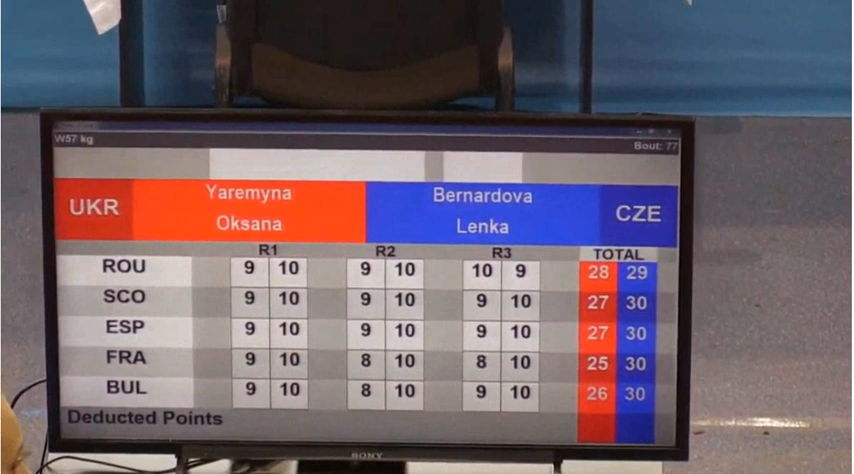 W57 kg
Bout: 77
UKR Yaremyna Oksana Bernardova Lenka CZE
R1 R2 R3 TOTAL
ROU 9 10 9 10 10 9 28 29
SCO 9 10 9 10 9 10 27 30
ESP 9 10 9 10 9 10 27 30
FRA 9 10 8 10 8 10 25 30
BUL 9 10 8 10 9 10 26 30
Deducted Points
SONY